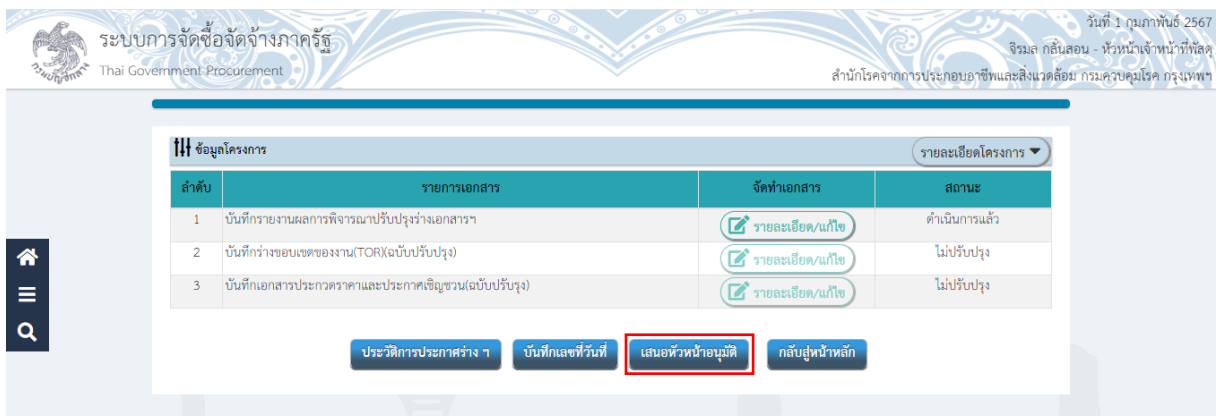 วันที่ 1 กุมภาพันธ์ 2567
ระบบการจัดซื้อจัดจ้างภาครัฐ
จิรมล กลิ่นสอน - หัวหน้าเจ้าหน้าที่พัสดุ
Thai Government Procurement
สำนักโรคจากการประกอบอาชีพและสิ่งแวดล้อม กรมควบคุมโรค กรุงเทพฯ
กรมบัญชีกลาง
ข้อมูลโครงการ รายละเอียดโครงการ
ลำดับ รายการเอกสาร จัดทำเอกสาร สถานะ
1 บันทึกรายงานผลการพิจารณาปรับปรุงร่างเอกสารฯ รายละเอียด/แก้ไข ดำเนินการแล้ว
2 บันทึกร่างขอบเขตของงาน(TOR)(ฉบับปรับปรุง) รายละเอียด/แก้ไข ไม่ปรับปรุง
3 บันทึกเอกสารประกวดราคาและประกาศเชิญชวน(ฉบับปรับรุง) รายละเอียด/แก้ไข ไม่ปรับปรุง
ประวัติการประกาศร่าง ๆ บันทึกเลขที่วันที่ เสนอหัวหน้าอนุมัติ กลับสู่หน้าหลัก